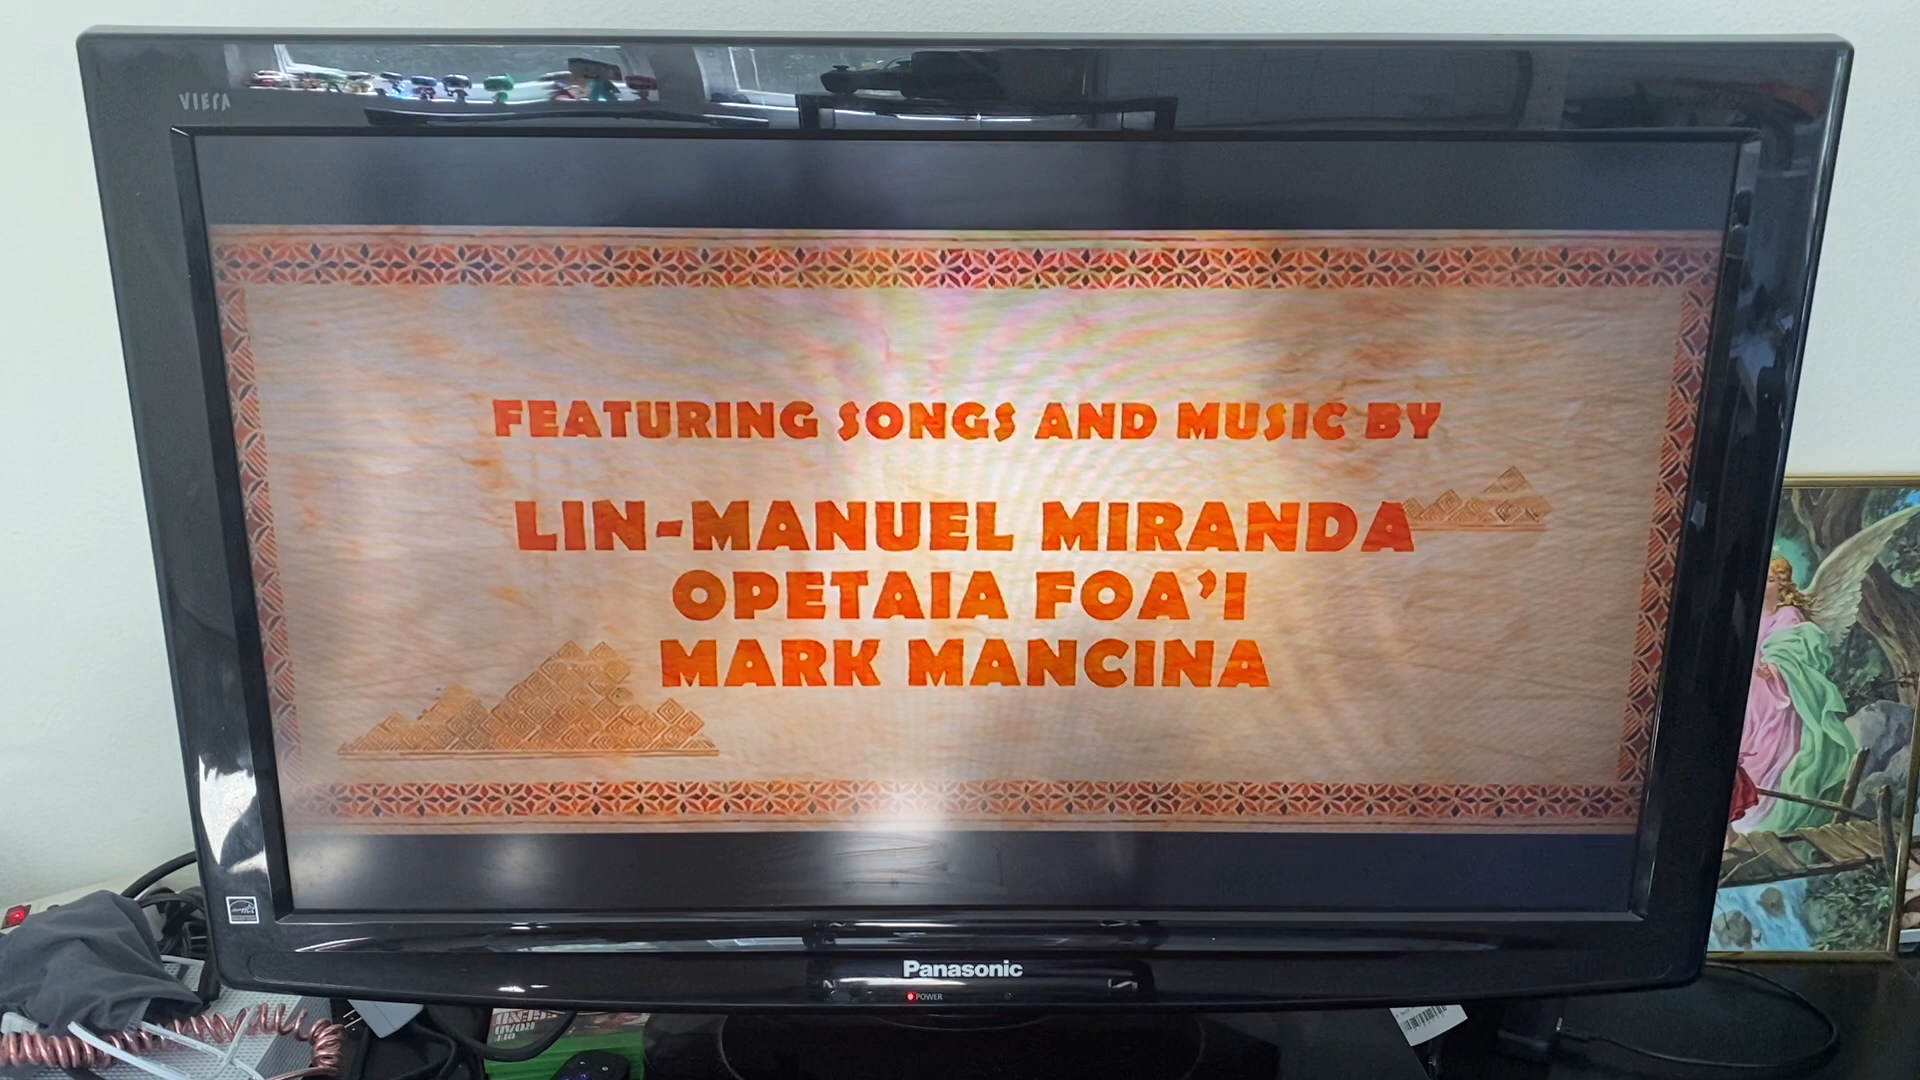 VIERA
FEATURING SONGS AND MUSIC BY
LIN-MANUEL MIRANDA
OPETAIA FOA'I
MARK MANCINA
Panasonic
POWER